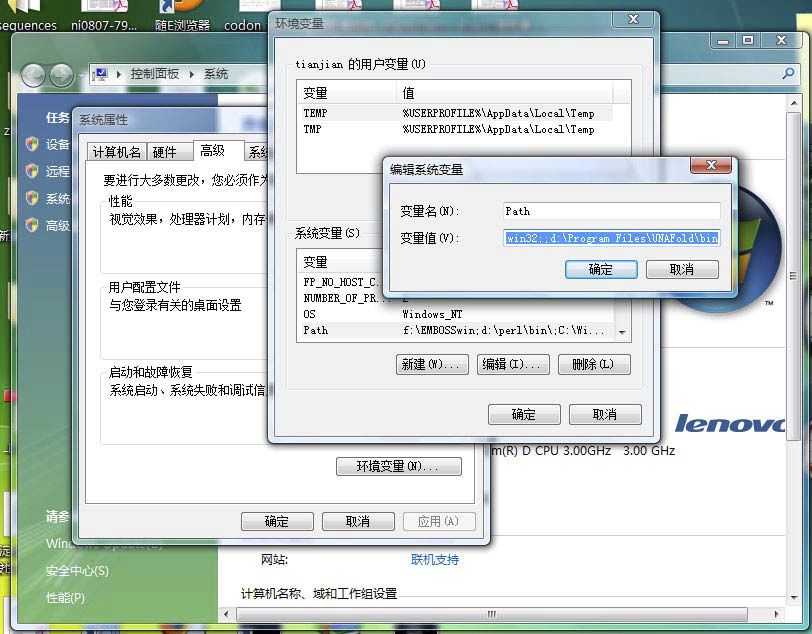 sequences
ni0807-79...
随E浏览器
codon
控制面板
系统
任务
设备
远程
系统
高级
请参
安全中心(S)
性能(P)
系统属性
计算机名
硬件
高级
系统
要进行大多数更改，您必须作为
性能
视觉效果，处理器计划，内存
用户配置文件
与您登录有关的桌面设置
启动和故障恢复
系统启动、系统失败和调试信
环境变量(N)...
确定
取消
应用(A)
环境变量
tianjian 的用户变量(U)
变量 值
TEMP %USERPROFILE%\AppData\Local\Temp
TMP %USERPROFILE%\AppData\Local\Temp
系统变量(S)
变量
FP_NO_HOST_C.
NUMBER_OF_PR...
OS Windows_NT
Path f:\EMBOSSwin;d:\perl\bin\;C:\Wi...
新建(W)...
编辑(I)...
删除(L)
确定
取消
编辑系统变量
变量名(N):
Path
变量值(V):
win32;;d:\Program Files\UNAFold\bin
确定
取消
TM
lenovo
m(R) D CPU 3.00GHz 3.00 GHz
网站:
联机支持
计算机名称、域和工作组设置